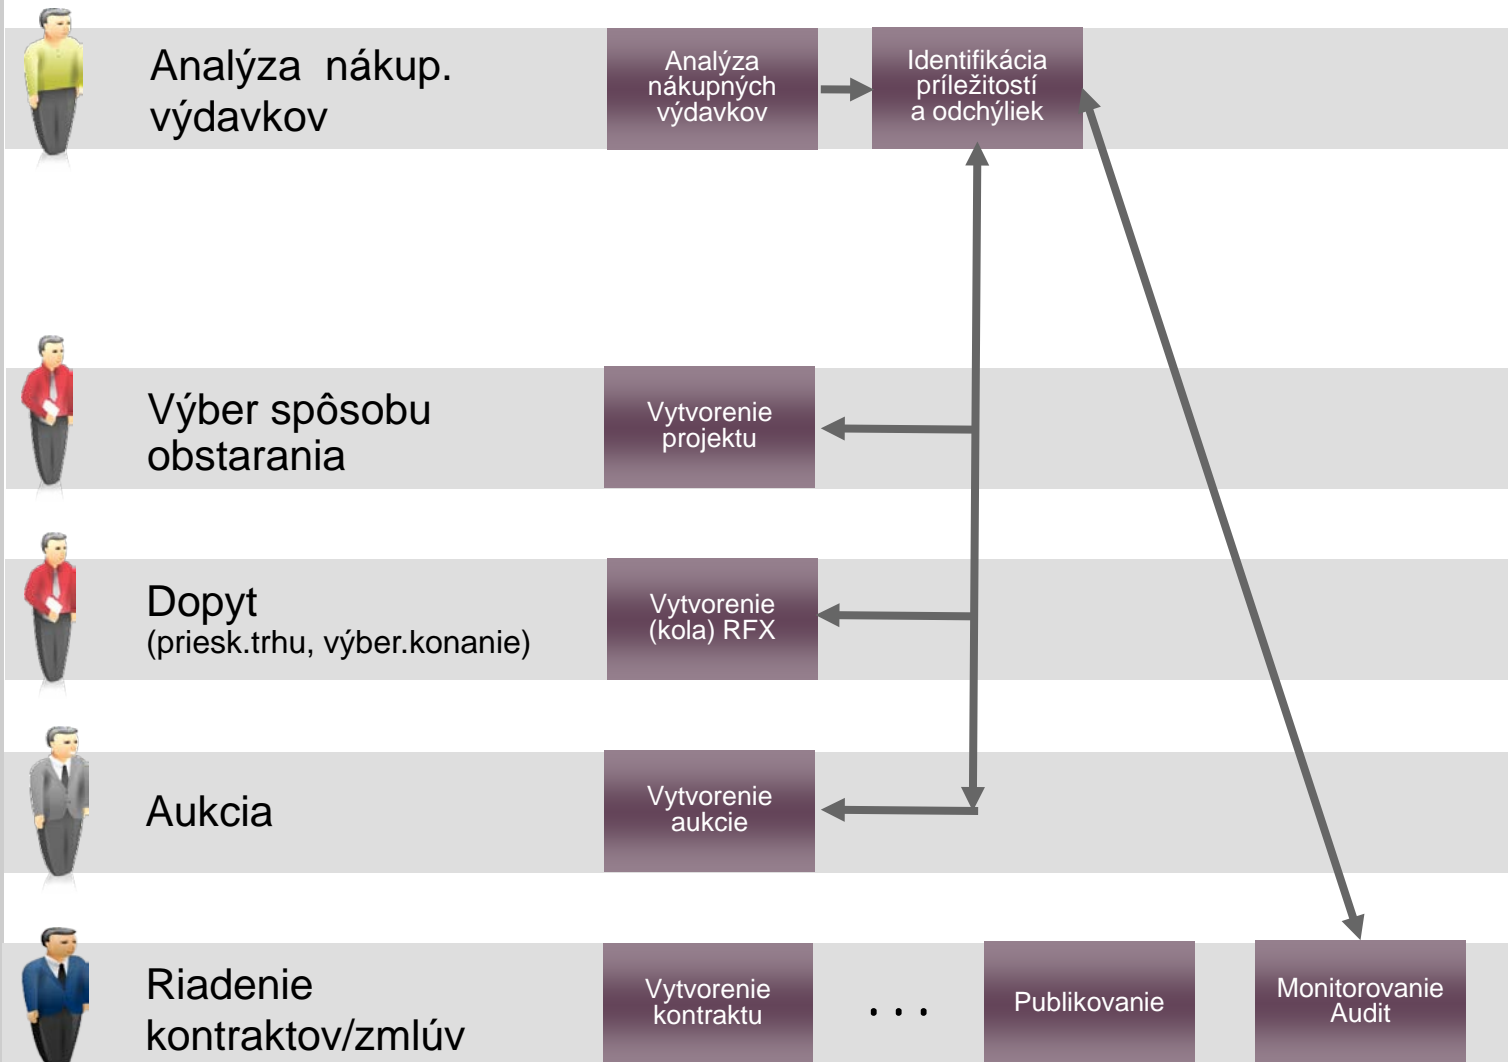 Analýza nákup.
výdavkov
Analýza
nákupných
výdavkov
Identifikácia
príležitostí
a odchýliek
Výber spôsobu
obstarania
Vytvorenie
projektu
Dopyt
(priesk.trhu, výber.konanie)
Vytvorenie
(kola) RFX
Aukcia
Vytvorenie
aukcie
Riadenie
kontraktov/zmlúv
Vytvorenie
kontraktu
. . .
Publikovanie
Monitorovanie
Audit